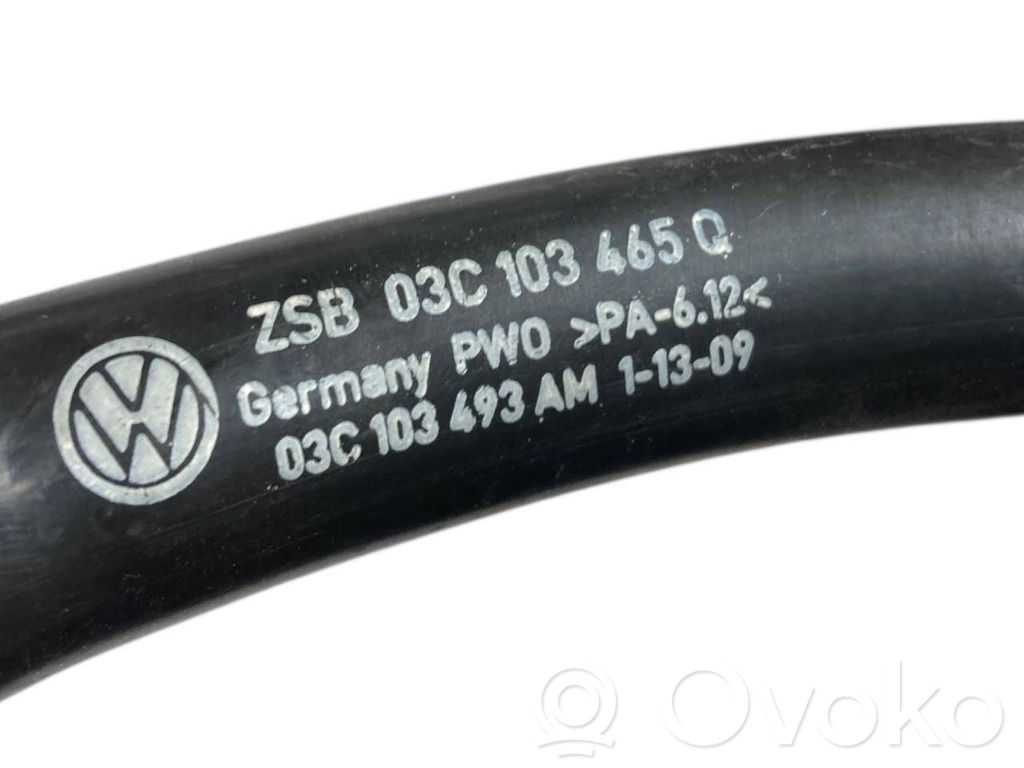 ZSB 03C 103 465 Q
Germany PWO >PA-6.12<
03C 103 493 AM 1-13-09
Ovoko